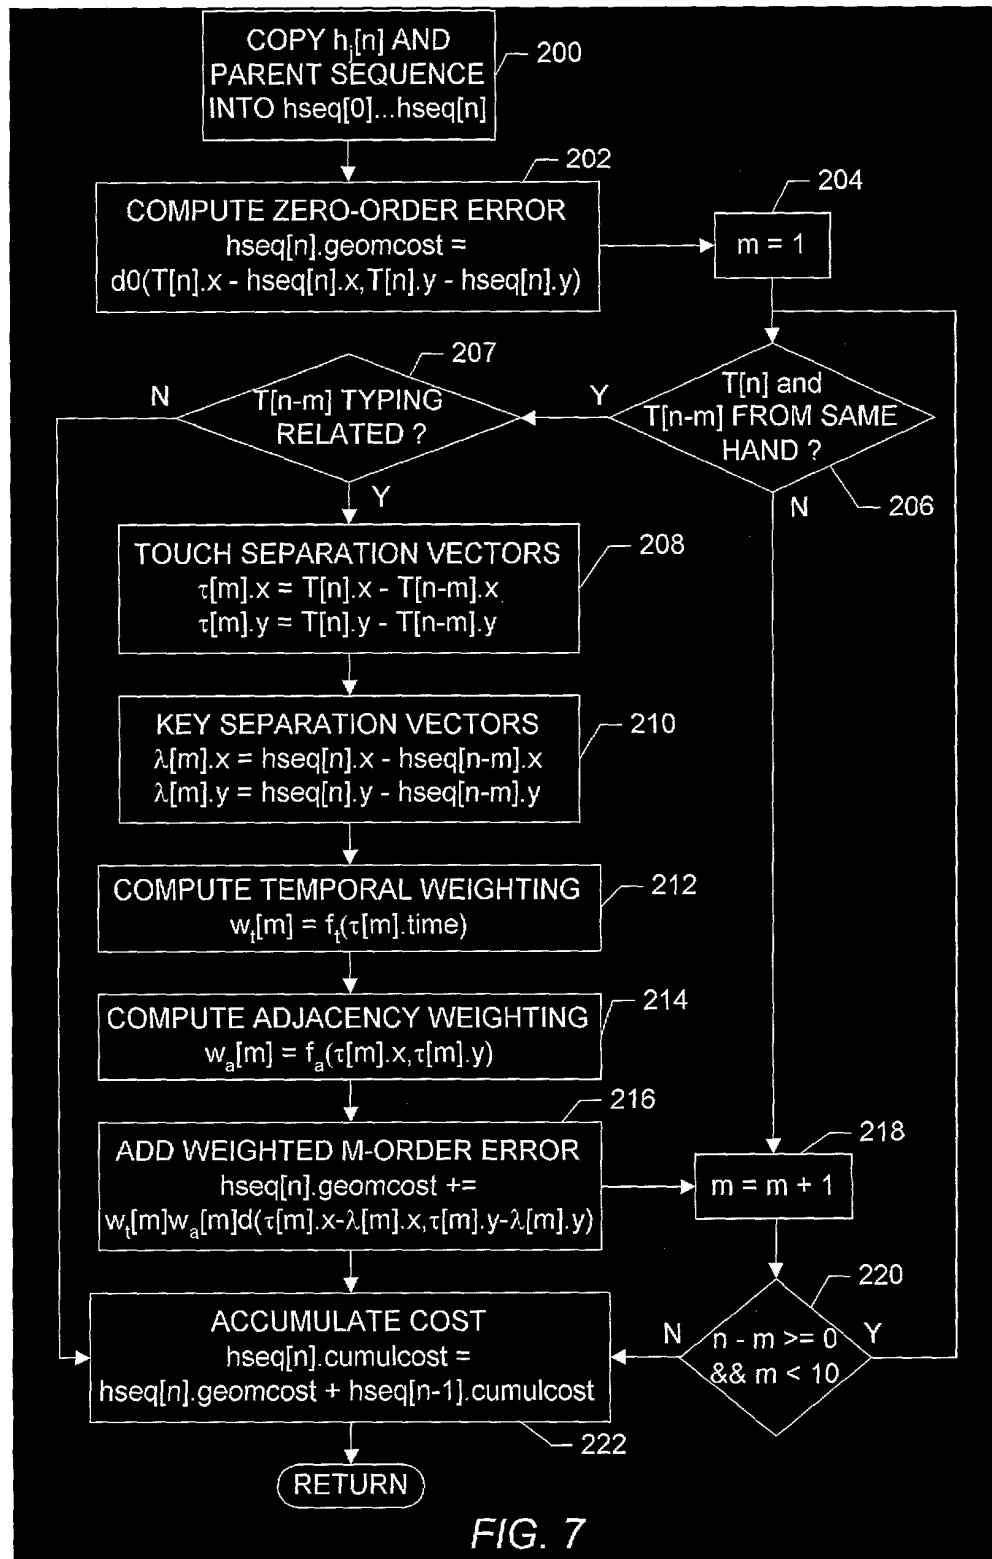 COPY hj[n] AND
PARENT SEQUENCE
INTO hseq[0]...hseq[n]
200
202
COMPUTE ZERO-ORDER ERROR
hseq[n].geomcost =
d0(T[n].x - hseq[n].x,T[n].y - hseq[n].y)
204
m = 1
207
N
T[n-m] TYPING
RELATED ?
Y
Y
T[n] and
T[n-m] FROM SAME
HAND ?
206
N
TOUCH SEPARATION VECTORS
τ[m].x = T[n].x - T[n-m].x
τ[m].y = T[n].y - T[n-m].y
208
KEY SEPARATION VECTORS
λ[m].x = hseq[n].x - hseq[n-m].x
λ[m].y = hseq[n].y - hseq[n-m].y
210
COMPUTE TEMPORAL WEIGHTING
wt[m] = ft(τ[m].time)
212
COMPUTE ADJACENCY WEIGHTING
wa[m] = fa(τ[m].x,τ[m].y)
214
216
ADD WEIGHTED M-ORDER ERROR
hseq[n].geomcost +=
wt[m]wa[m]d(τ[m].x-λ[m].x,τ[m].y-λ[m].y)
218
m = m + 1
220
N
n - m >= 0
&& m < 10
Y
ACCUMULATE COST
hseq[n].cumulcost =
hseq[n].geomcost + hseq[n-1].cumulcost
222
RETURN
FIG. 7